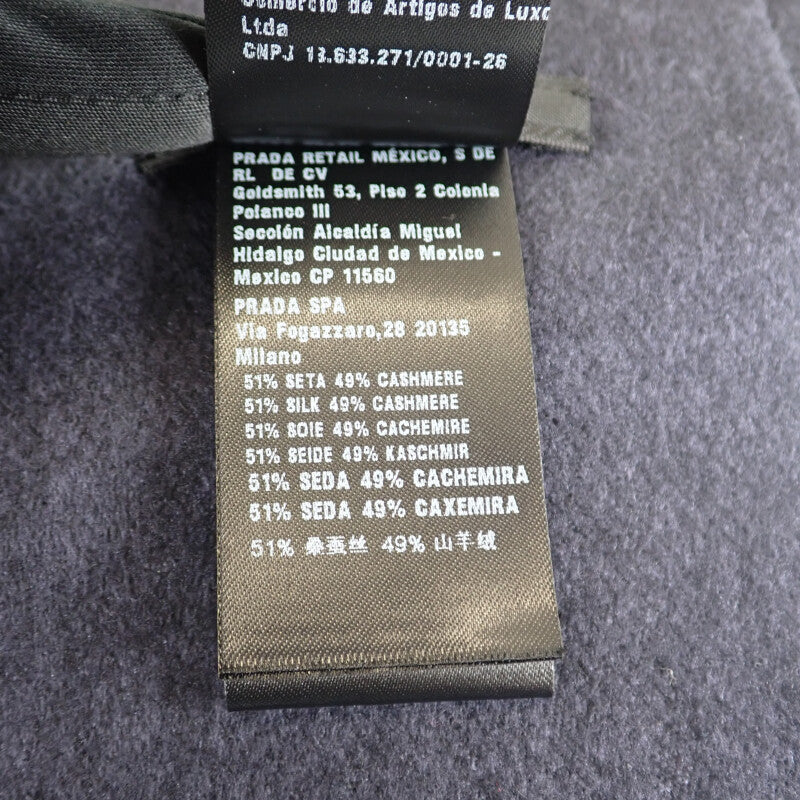 Comércio de Artigos de Luxo
Ltda
CNPJ 13.633.271/0001-26
PRADA RETAIL MÉXICO, S DE
RL DE CV
Goldsmith 53, Piso 2 Colonia
Polanco III
Sección Alcaldía Miguel
Hidalgo Ciudad de Mexico -
Mexico CP 11560
PRADA SPA
Via Fogazzaro,28 20135
Milano
51% SETA 49% CASHMERE
51% SILK 49% CASHMERE
51% SOIE 49% CACHEMIRE
51% SEIDE 49% KASCHMIR
51% SEDA 49% CACHEMIRA
51% SEDA 49% CAXEMIRA
51% 桑蚕丝 49% 山羊绒